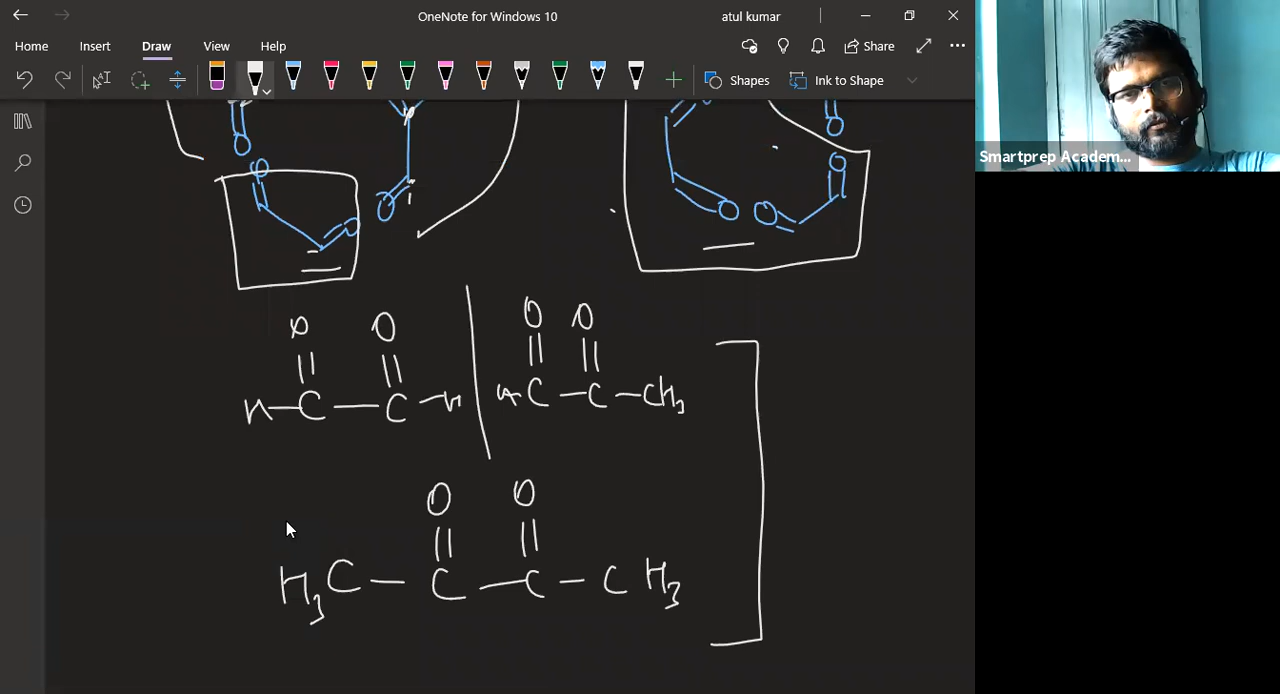 OneNote for Windows 10
atul kumar
Home Insert Draw View Help
Share
Shapes Ink to Shape
Smartprep Academ...
O O
O O O O
O O O O
H-C-C-H H-C-C-CH3
O O
H3C-C-C-CH3